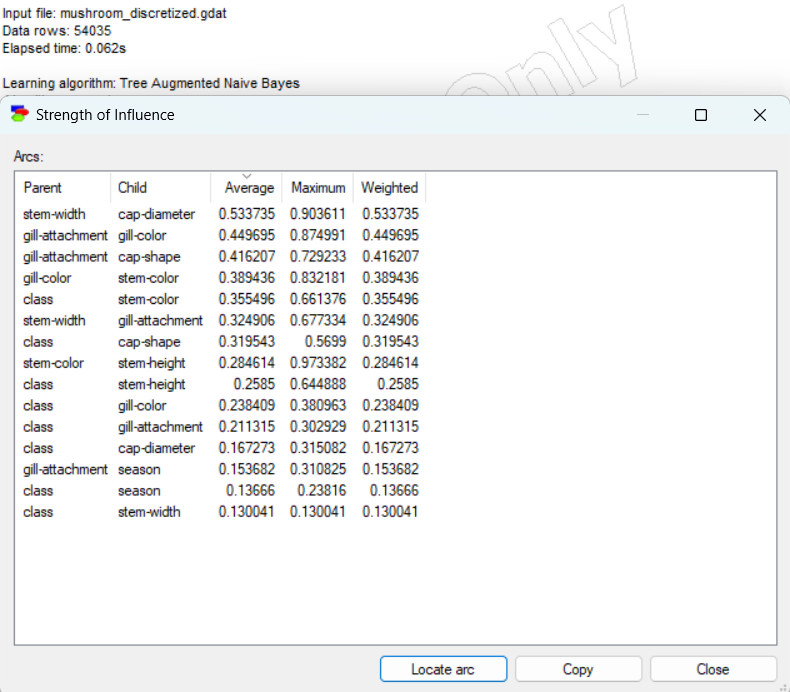 Input file: mushroom_discretized.gdat
Data rows: 54035
Elapsed time: 0.062s
Learning algorithm: Tree Augmented Naive Bayes
only
Strength of Influence
Arcs:
Parent Child Average Maximum Weighted
stem-width cap-diameter 0.533735 0.903611 0.533735
gill-attachment gill-color 0.449695 0.874991 0.449695
gill-attachment cap-shape 0.416207 0.729233 0.416207
gill-color stem-color 0.389436 0.832181 0.389436
class stem-color 0.355496 0.661376 0.355496
stem-width gill-attachment 0.324906 0.677334 0.324906
class cap-shape 0.319543 0.5699 0.319543
stem-color stem-height 0.284614 0.973382 0.284614
class stem-height 0.2585 0.644888 0.2585
class gill-color 0.238409 0.380963 0.238409
class gill-attachment 0.211315 0.302929 0.211315
class cap-diameter 0.167273 0.315082 0.167273
gill-attachment season 0.153682 0.310825 0.153682
class season 0.13666 0.23816 0.13666
class stem-width 0.130041 0.130041 0.130041
Locate arc Copy Close